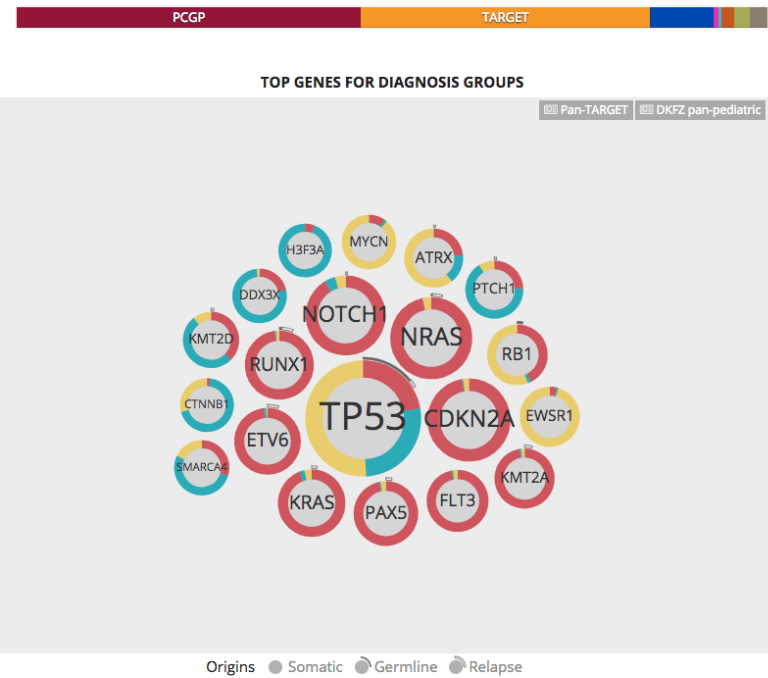 PCGP TARGET
TOP GENES FOR DIAGNOSIS GROUPS
Pan-TARGET DKFZ pan-pediatric
H3F3A
MYCN
ATRX
DDX3X
PTCH1
NOTCH1
NRAS
KMT2D
RUNX1
RB1
CTNNB1
TP53
CDKN2A
EWSR1
ETV6
SMARCA4
KRAS
PAX5
FLT3
KMT2A
Origins Somatic Germline Relapse